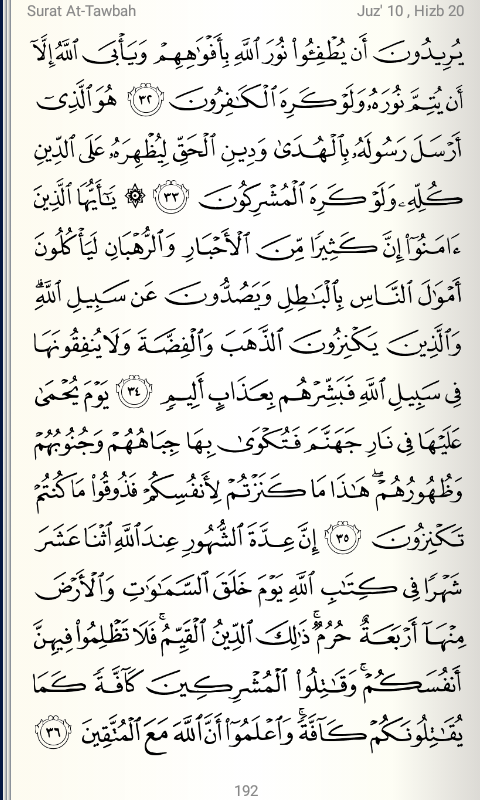 Surat At-Tawbah Juz' 10 , Hizb 20
يُرِيدُونَ أَن يُطْفِـُٔوا۟ نُورَ ٱللَّهِ بِأَفْوَٰهِهِمْ وَيَأْبَى ٱللَّهُ إِلَّآ
أَن يُتِمَّ نُورَهُۥ وَلَوْ كَرِهَ ٱلْكَـٰفِرُونَ ٣٢ هُوَ ٱلَّذِىٓ
أَرْسَلَ رَسُولَهُۥ بِٱلْهُدَىٰ وَدِينِ ٱلْحَقِّ لِيُظْهِرَهُۥ عَلَى ٱلدِّينِ
كُلِّهِۦ وَلَوْ كَرِهَ ٱلْمُشْرِكُونَ ٣٣ ۞ يَـٰٓأَيُّهَا ٱلَّذِينَ
ءَامَنُوٓا۟ إِنَّ كَثِيرًا مِّنَ ٱلْأَحْبَارِ وَٱلرُّهْبَانِ لَيَأْكُلُونَ
أَمْوَٰلَ ٱلنَّاسِ بِٱلْبَـٰطِلِ وَيَصُدُّونَ عَن سَبِيلِ ٱللَّهِ ۗ
وَٱلَّذِينَ يَكْنِزُونَ ٱلذَّهَبَ وَٱلْفِضَّةَ وَلَا يُنفِقُونَهَا
فِى سَبِيلِ ٱللَّهِ فَبَشِّرْهُم بِعَذَابٍ أَلِيمٍ ٣٤ يَوْمَ يُحْمَىٰ
عَلَيْهَا فِى نَارِ جَهَنَّمَ فَتُكْوَىٰ بِهَا جِبَاهُهُمْ وَجُنُوبُهُمْ
وَظُهُورُهُمْ ۖ هَـٰذَا مَا كَنَزْتُمْ لِأَنفُسِكُمْ فَذُوقُوا۟ مَا كُنتُمْ
تَكْنِزُونَ ٣٥ إِنَّ عِدَّةَ ٱلشُّهُورِ عِندَ ٱللَّهِ ٱثْنَا عَشَرَ
شَهْرًا فِى كِتَـٰبِ ٱللَّهِ يَوْمَ خَلَقَ ٱلسَّمَـٰوَٰتِ وَٱلْأَرْضَ
مِنْهَآ أَرْبَعَةٌ حُرُمٌ ۚ ذَٰلِكَ ٱلدِّينُ ٱلْقَيِّمُ ۚ فَلَا تَظْلِمُوا۟ فِيهِنَّ
أَنفُسَكُمْ ۚ وَقَـٰتِلُوا۟ ٱلْمُشْرِكِينَ كَآفَّةً كَمَا
يُقَـٰتِلُونَكُمْ كَآفَّةً ۚ وَٱعْلَمُوٓا۟ أَنَّ ٱللَّهَ مَعَ ٱلْمُتَّقِينَ ٣٦
192